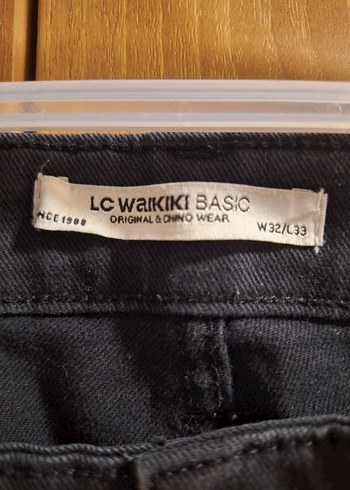 LC WAIKIKI BASIC
ORIGINAL & CHINO WEAR
NCE 1988
W32/L33